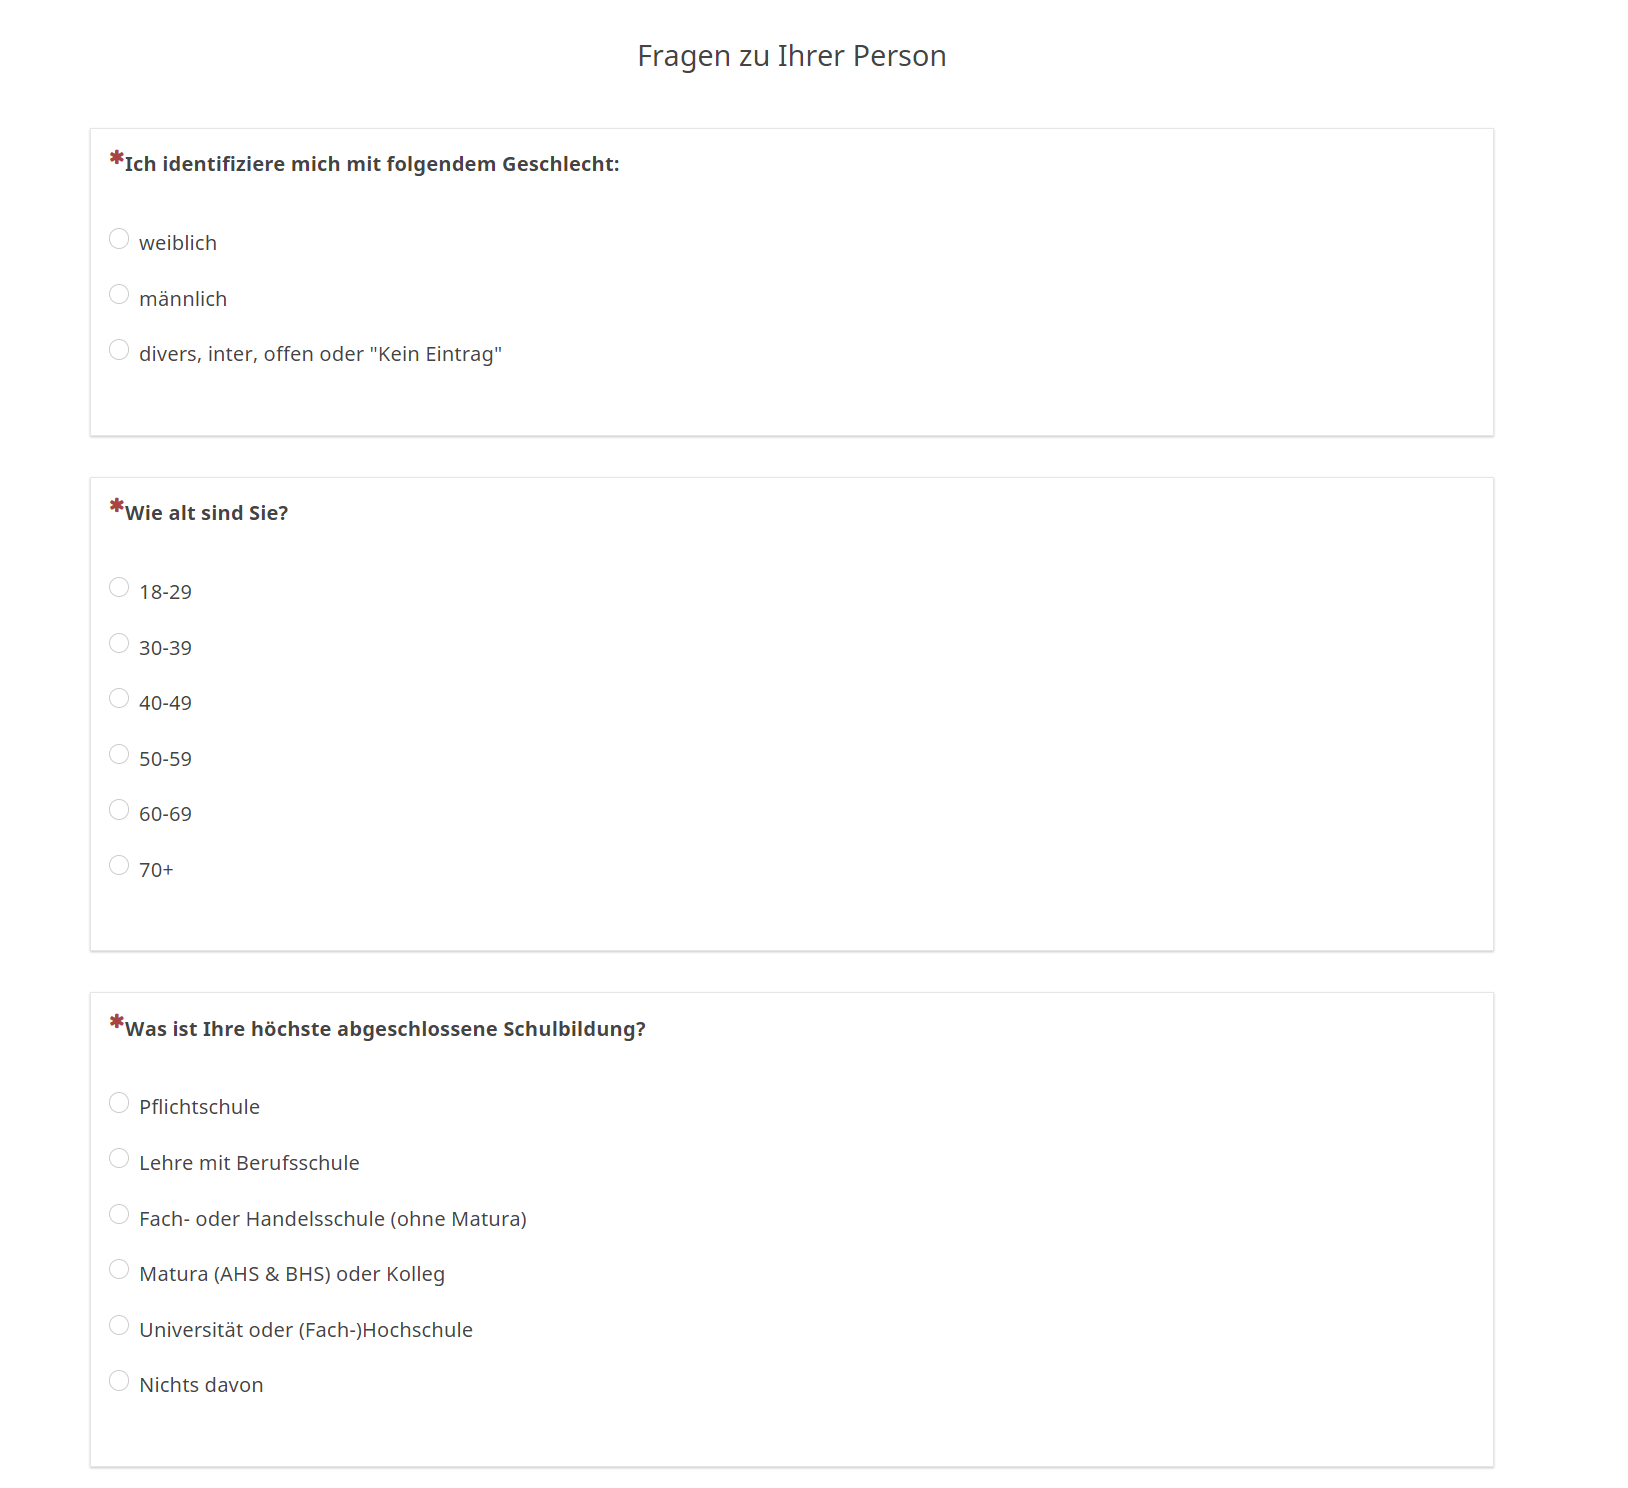 Fragen zu Ihrer Person
✱Ich identifiziere mich mit folgendem Geschlecht:
weiblich
männlich
divers, inter, offen oder "Kein Eintrag"
✱Wie alt sind Sie?
18-29
30-39
40-49
50-59
60-69
70+
✱Was ist Ihre höchste abgeschlossene Schulbildung?
Pflichtschule
Lehre mit Berufsschule
Fach- oder Handelsschule (ohne Matura)
Matura (AHS & BHS) oder Kolleg
Universität oder (Fach-)Hochschule
Nichts davon